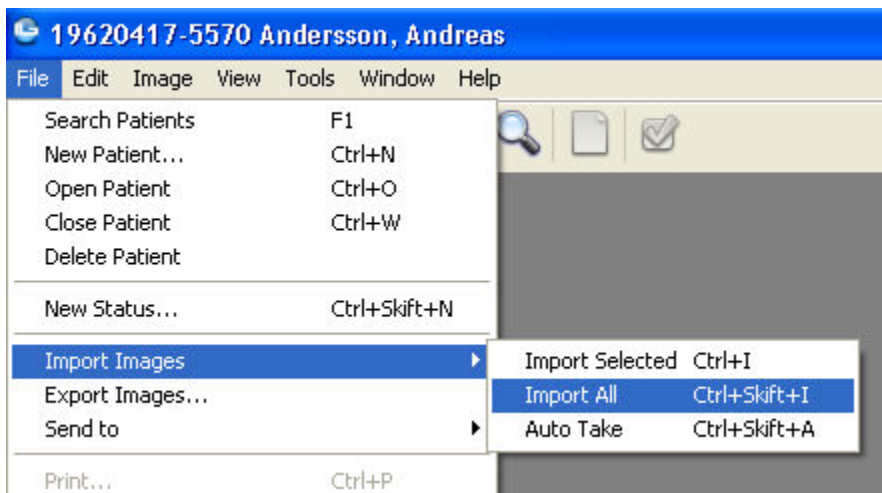 19620417-5570 Andersson, Andreas
File Edit Image View Tools Window Help
Search Patients F1
New Patient... Ctrl+N
Open Patient Ctrl+O
Close Patient Ctrl+W
Delete Patient
New Status... Ctrl+Skift+N
Import Images
Import Selected Ctrl+I
Import All Ctrl+Skift+I
Auto Take Ctrl+Skift+A
Export Images...
Send to
Print... Ctrl+P